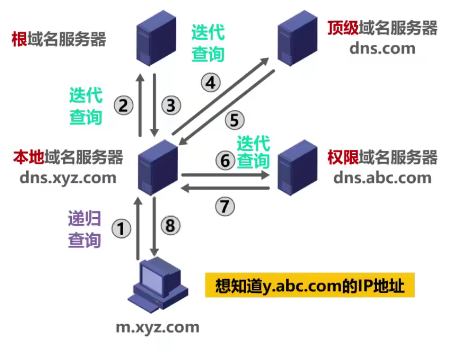 根域名服务器
迭代
查询
顶级域名服务器
dns.com
迭代
查询
②
③
④
⑤
本地域名服务器
dns.xyz.com
迭代
查询
⑥
⑦
权限域名服务器
dns.abc.com
递归
查询
①
⑧
想知道y.abc.com的IP地址
m.xyz.com